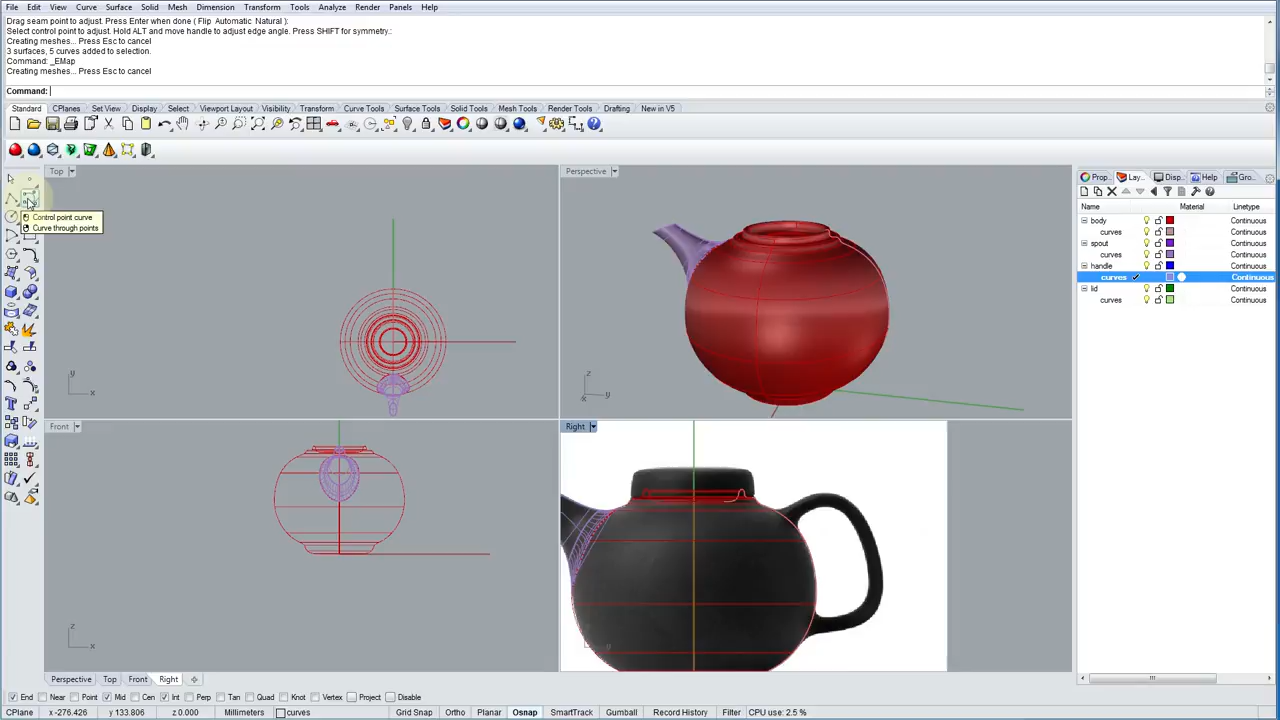 File Edit View Curve Surface Solid Mesh Dimension Transform Tools Analyze Render Panels Help
Drag seam point to adjust. Press Enter when done ( Flip Automatic Natural ):
Select control point to adjust. Hold ALT and move handle to adjust edge angle. Press SHIFT for symmetry.:
Creating meshes... Press Esc to cancel
3 surfaces, 5 curves added to selection.
Command: _EMap
Creating meshes... Press Esc to cancel
Command:
Standard CPlanes Set View Display Select Viewport Layout Visibility Transform Curve Tools Surface Tools Solid Tools Mesh Tools Render Tools Drafting New in V5
Top
Perspective
Prop... Lay... Disp... Help Gro...
Name Material Linetype
body Continuous
curves Continuous
spout Continuous
curves Continuous
handle Continuous
curves Continuous
lid Continuous
curves Continuous
Control point curve
Curve through points
y
x
z
x
y
Front
Right
z
x
z
y
Perspective Top Front Right
End Near Point Mid Cen Int Perp Tan Quad Knot Vertex Project Disable
CPlane x -276.426 y 133.806 z 0.000 Millimeters curves Grid Snap Ortho Planar Osnap SmartTrack Gumball Record History Filter CPU use: 2.5 %